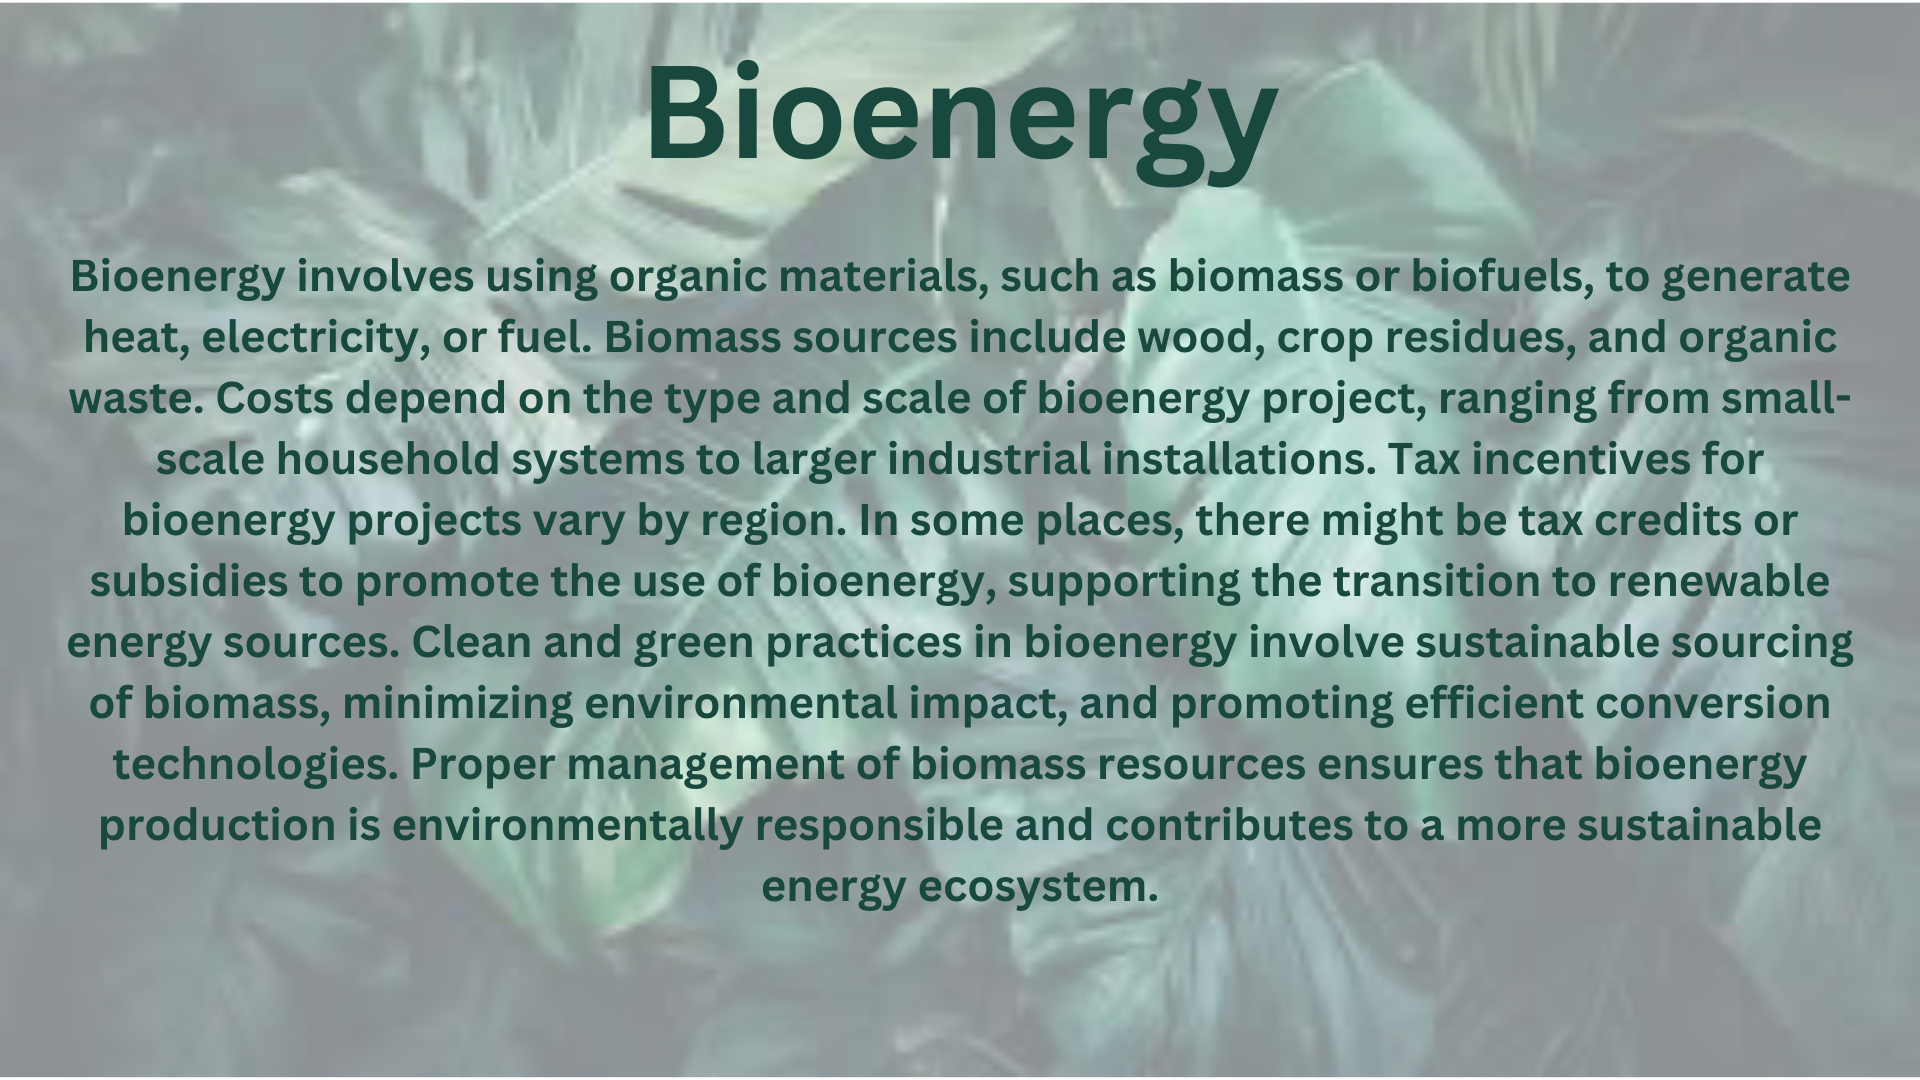 Bioenergy
Bioenergy involves using organic materials, such as biomass or biofuels, to generate
heat, electricity, or fuel. Biomass sources include wood, crop residues, and organic
waste. Costs depend on the type and scale of bioenergy project, ranging from small-
scale household systems to larger industrial installations. Tax incentives for
bioenergy projects vary by region. In some places, there might be tax credits or
subsidies to promote the use of bioenergy, supporting the transition to renewable
energy sources. Clean and green practices in bioenergy involve sustainable sourcing
of biomass, minimizing environmental impact, and promoting efficient conversion
technologies. Proper management of biomass resources ensures that bioenergy
production is environmentally responsible and contributes to a more sustainable
energy ecosystem.